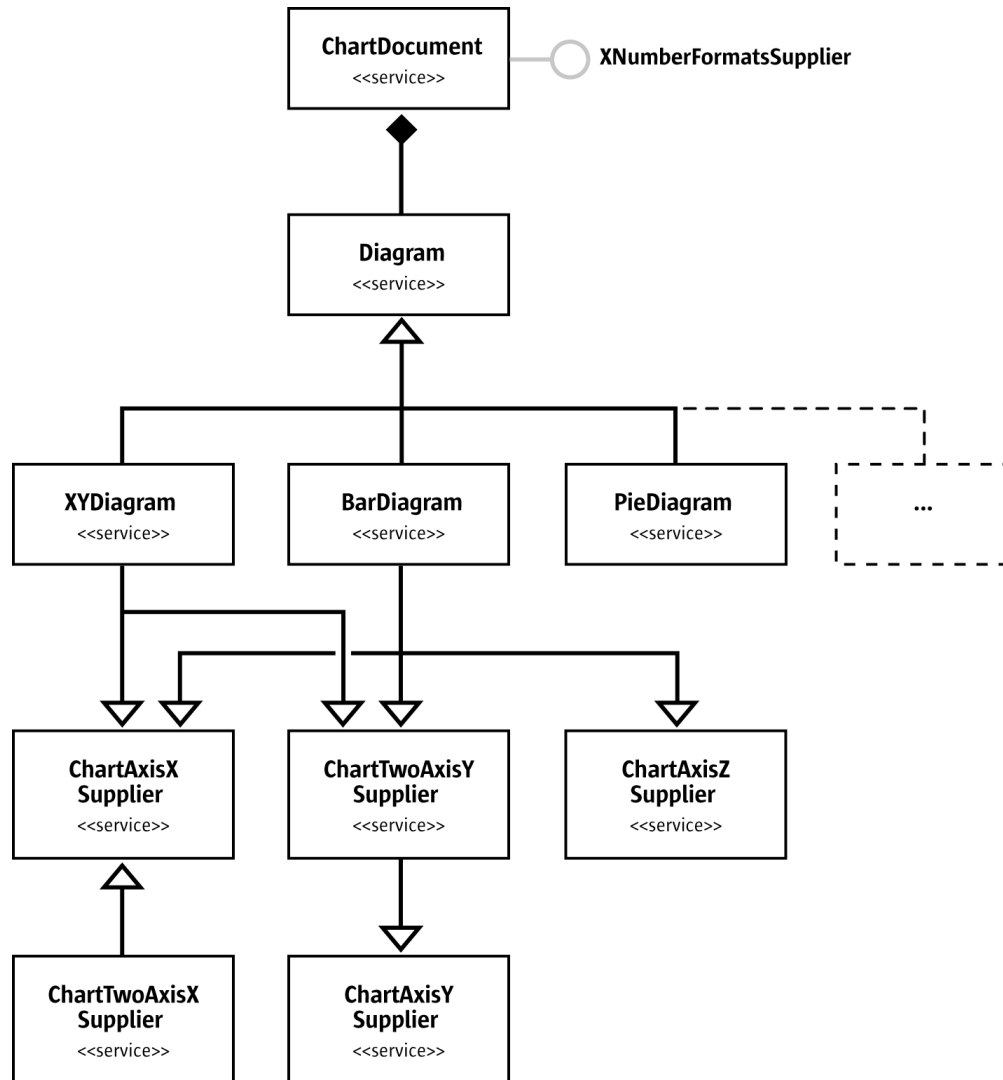 ChartDocument
<<service>>
XNumberFormatsSupplier
Diagram
<<service>>
XYDiagram
<<service>>
BarDiagram
<<service>>
PieDiagram
<<service>>
...
ChartAxisX
Supplier
<<service>>
ChartTwoAxisY
Supplier
<<service>>
ChartAxisZ
Supplier
<<service>>
ChartTwoAxisX
Supplier
<<service>>
ChartAxisY
Supplier
<<service>>